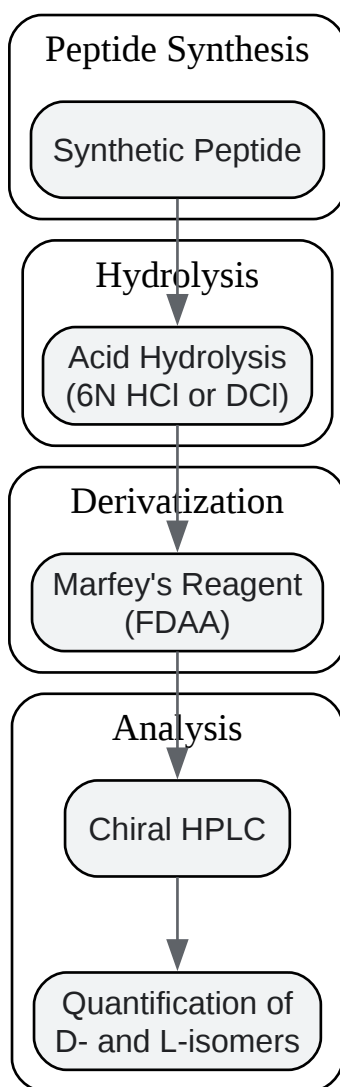 Peptide Synthesis
Synthetic Peptide
Hydrolysis
Acid Hydrolysis
(6N HCl or DCl)
Derivatization
Marfey's Reagent
(FDAA)
Analysis
Chiral HPLC
Quantification of
D- and L-isomers